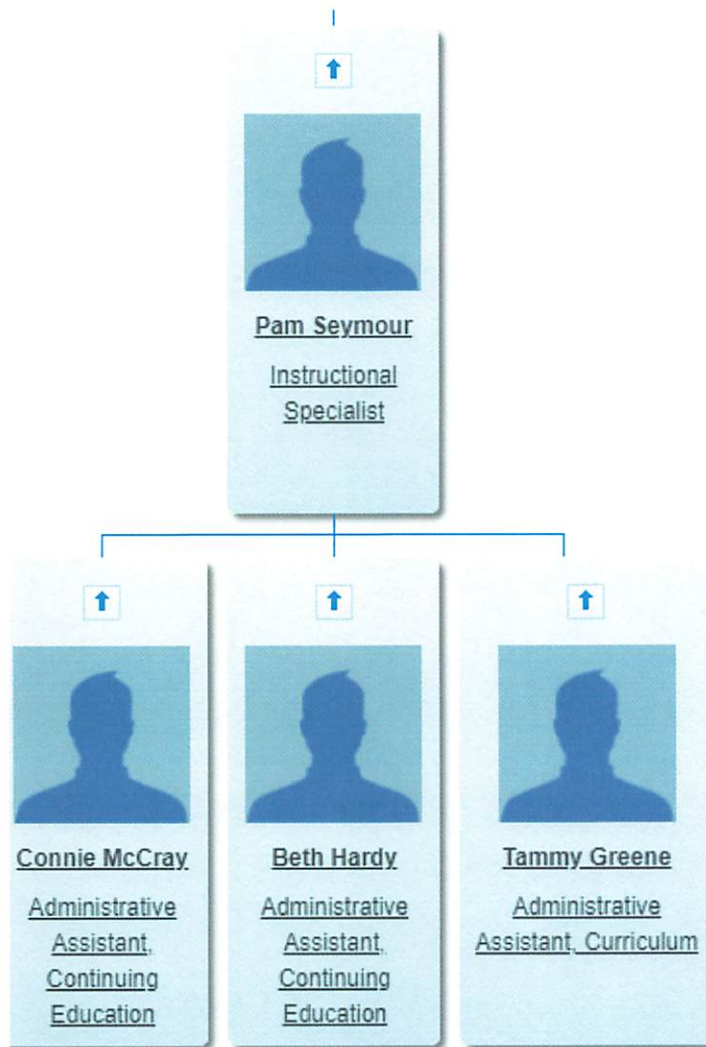 Pam Seymour
Instructional
Specialist
Connie McCray
Administrative
Assistant,
Continuing
Education
Beth Hardy
Administrative
Assistant,
Continuing
Education
Tammy Greene
Administrative
Assistant, Curriculum